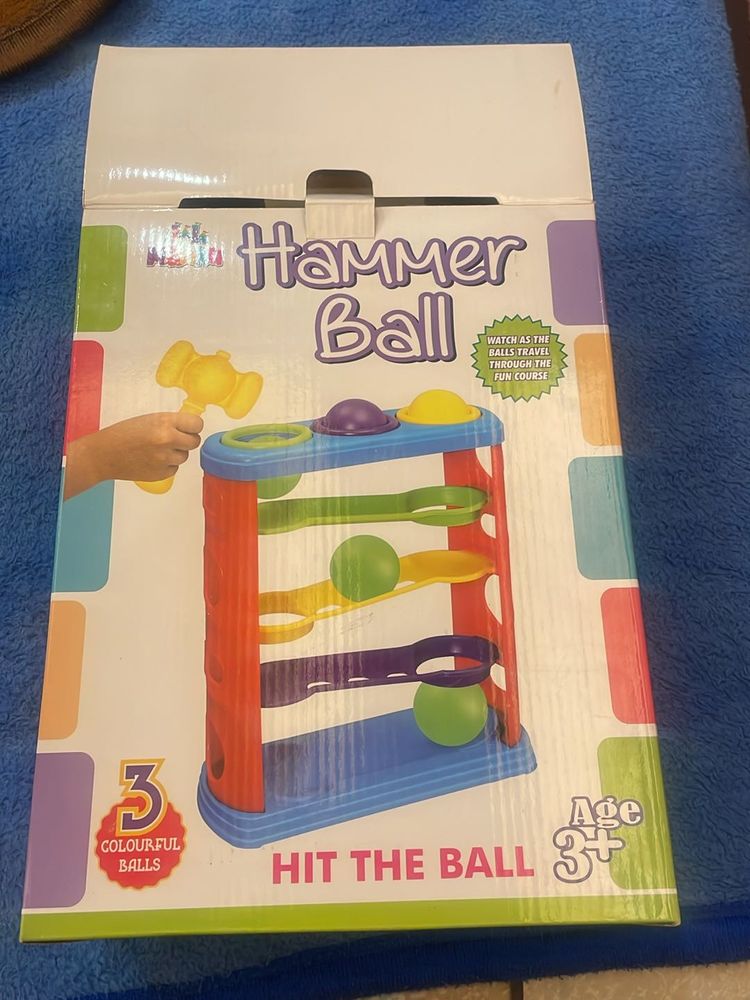 Hammer
Ball
WATCH AS THE
BALLS TRAVEL
THROUGH THE
FUN COURSE
3
COLOURFUL
BALLS
HIT THE BALL
Age
3+